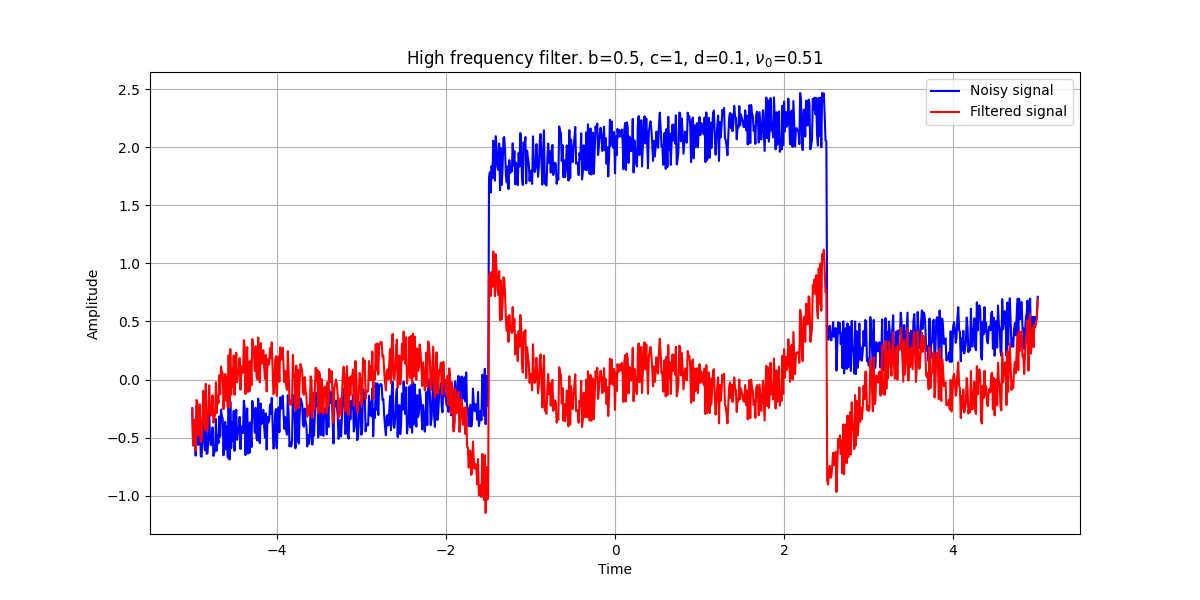 High frequency filter. b=0.5, c=1, d=0.1, ν₀=0.51
Noisy signal
Filtered signal
Amplitude
2.5
2.0
1.5
1.0
0.5
0.0
−0.5
−1.0
−4 −2 0 2 4
Time